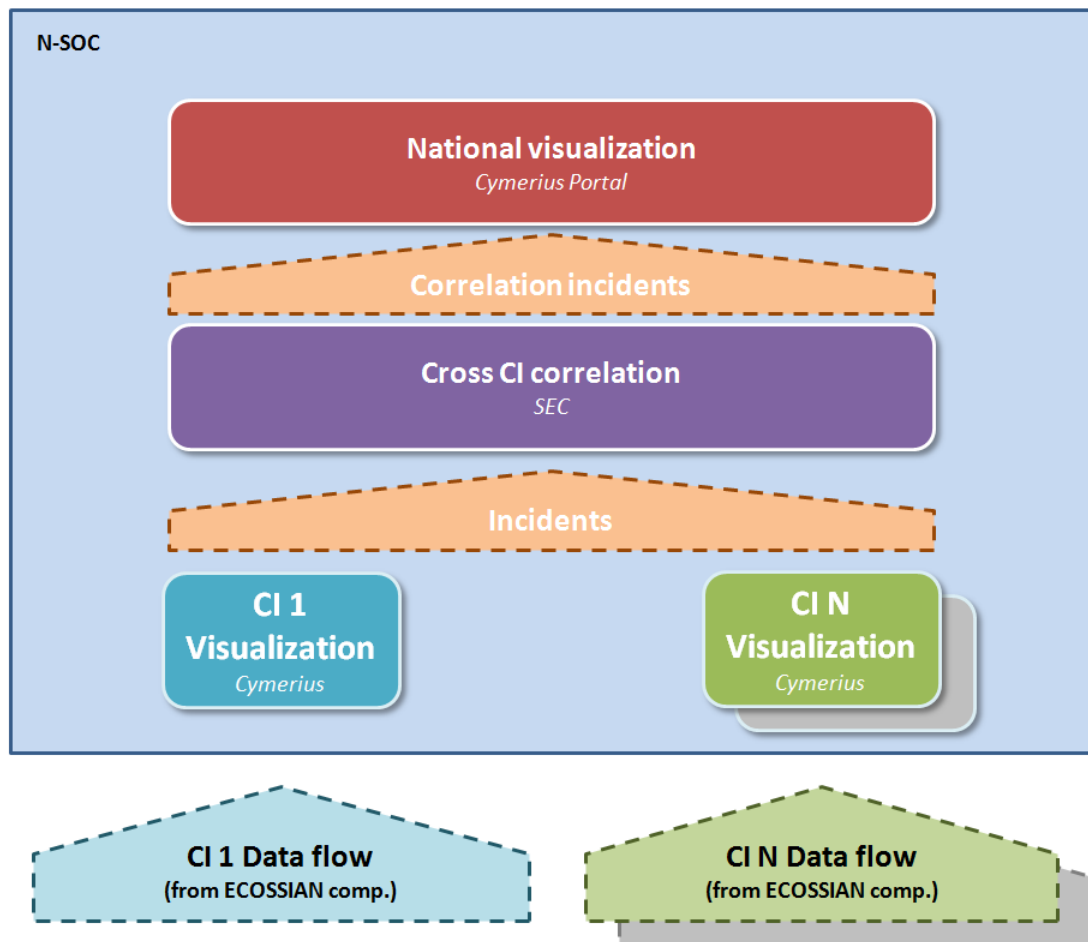 N-SOC
National visualization
Cymerius Portal
Correlation incidents
Cross CI correlation
SEC
Incidents
CI 1
Visualization
Cymerius
CI N
Visualization
Cymerius
CI 1 Data flow
(from ECOSSIAN comp.)
CI N Data flow
(from ECOSSIAN comp.)